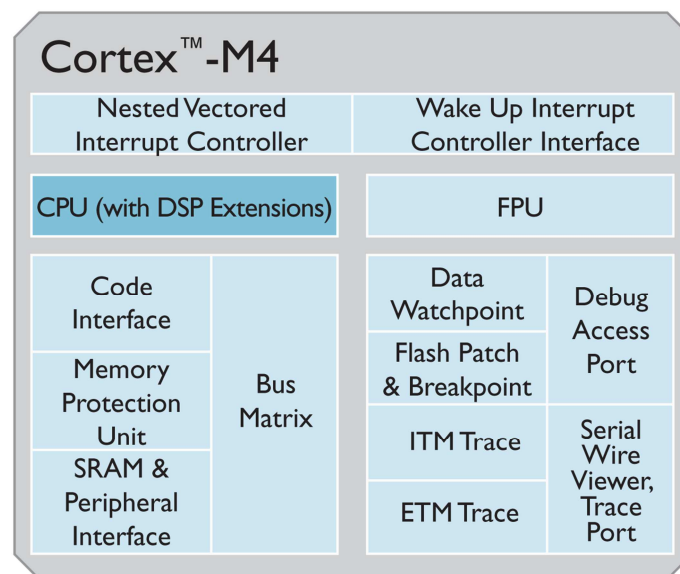 Cortex™-M4
Nested Vectored
Interrupt Controller
Wake Up Interrupt
Controller Interface
CPU (with DSP Extensions)
FPU
Code
Interface
Memory
Protection
Unit
SRAM &
Peripheral
Interface
Bus
Matrix
Data
Watchpoint
Flash Patch
& Breakpoint
ITM Trace
ETM Trace
Debug
Access
Port
Serial
Wire
Viewer,
Trace
Port